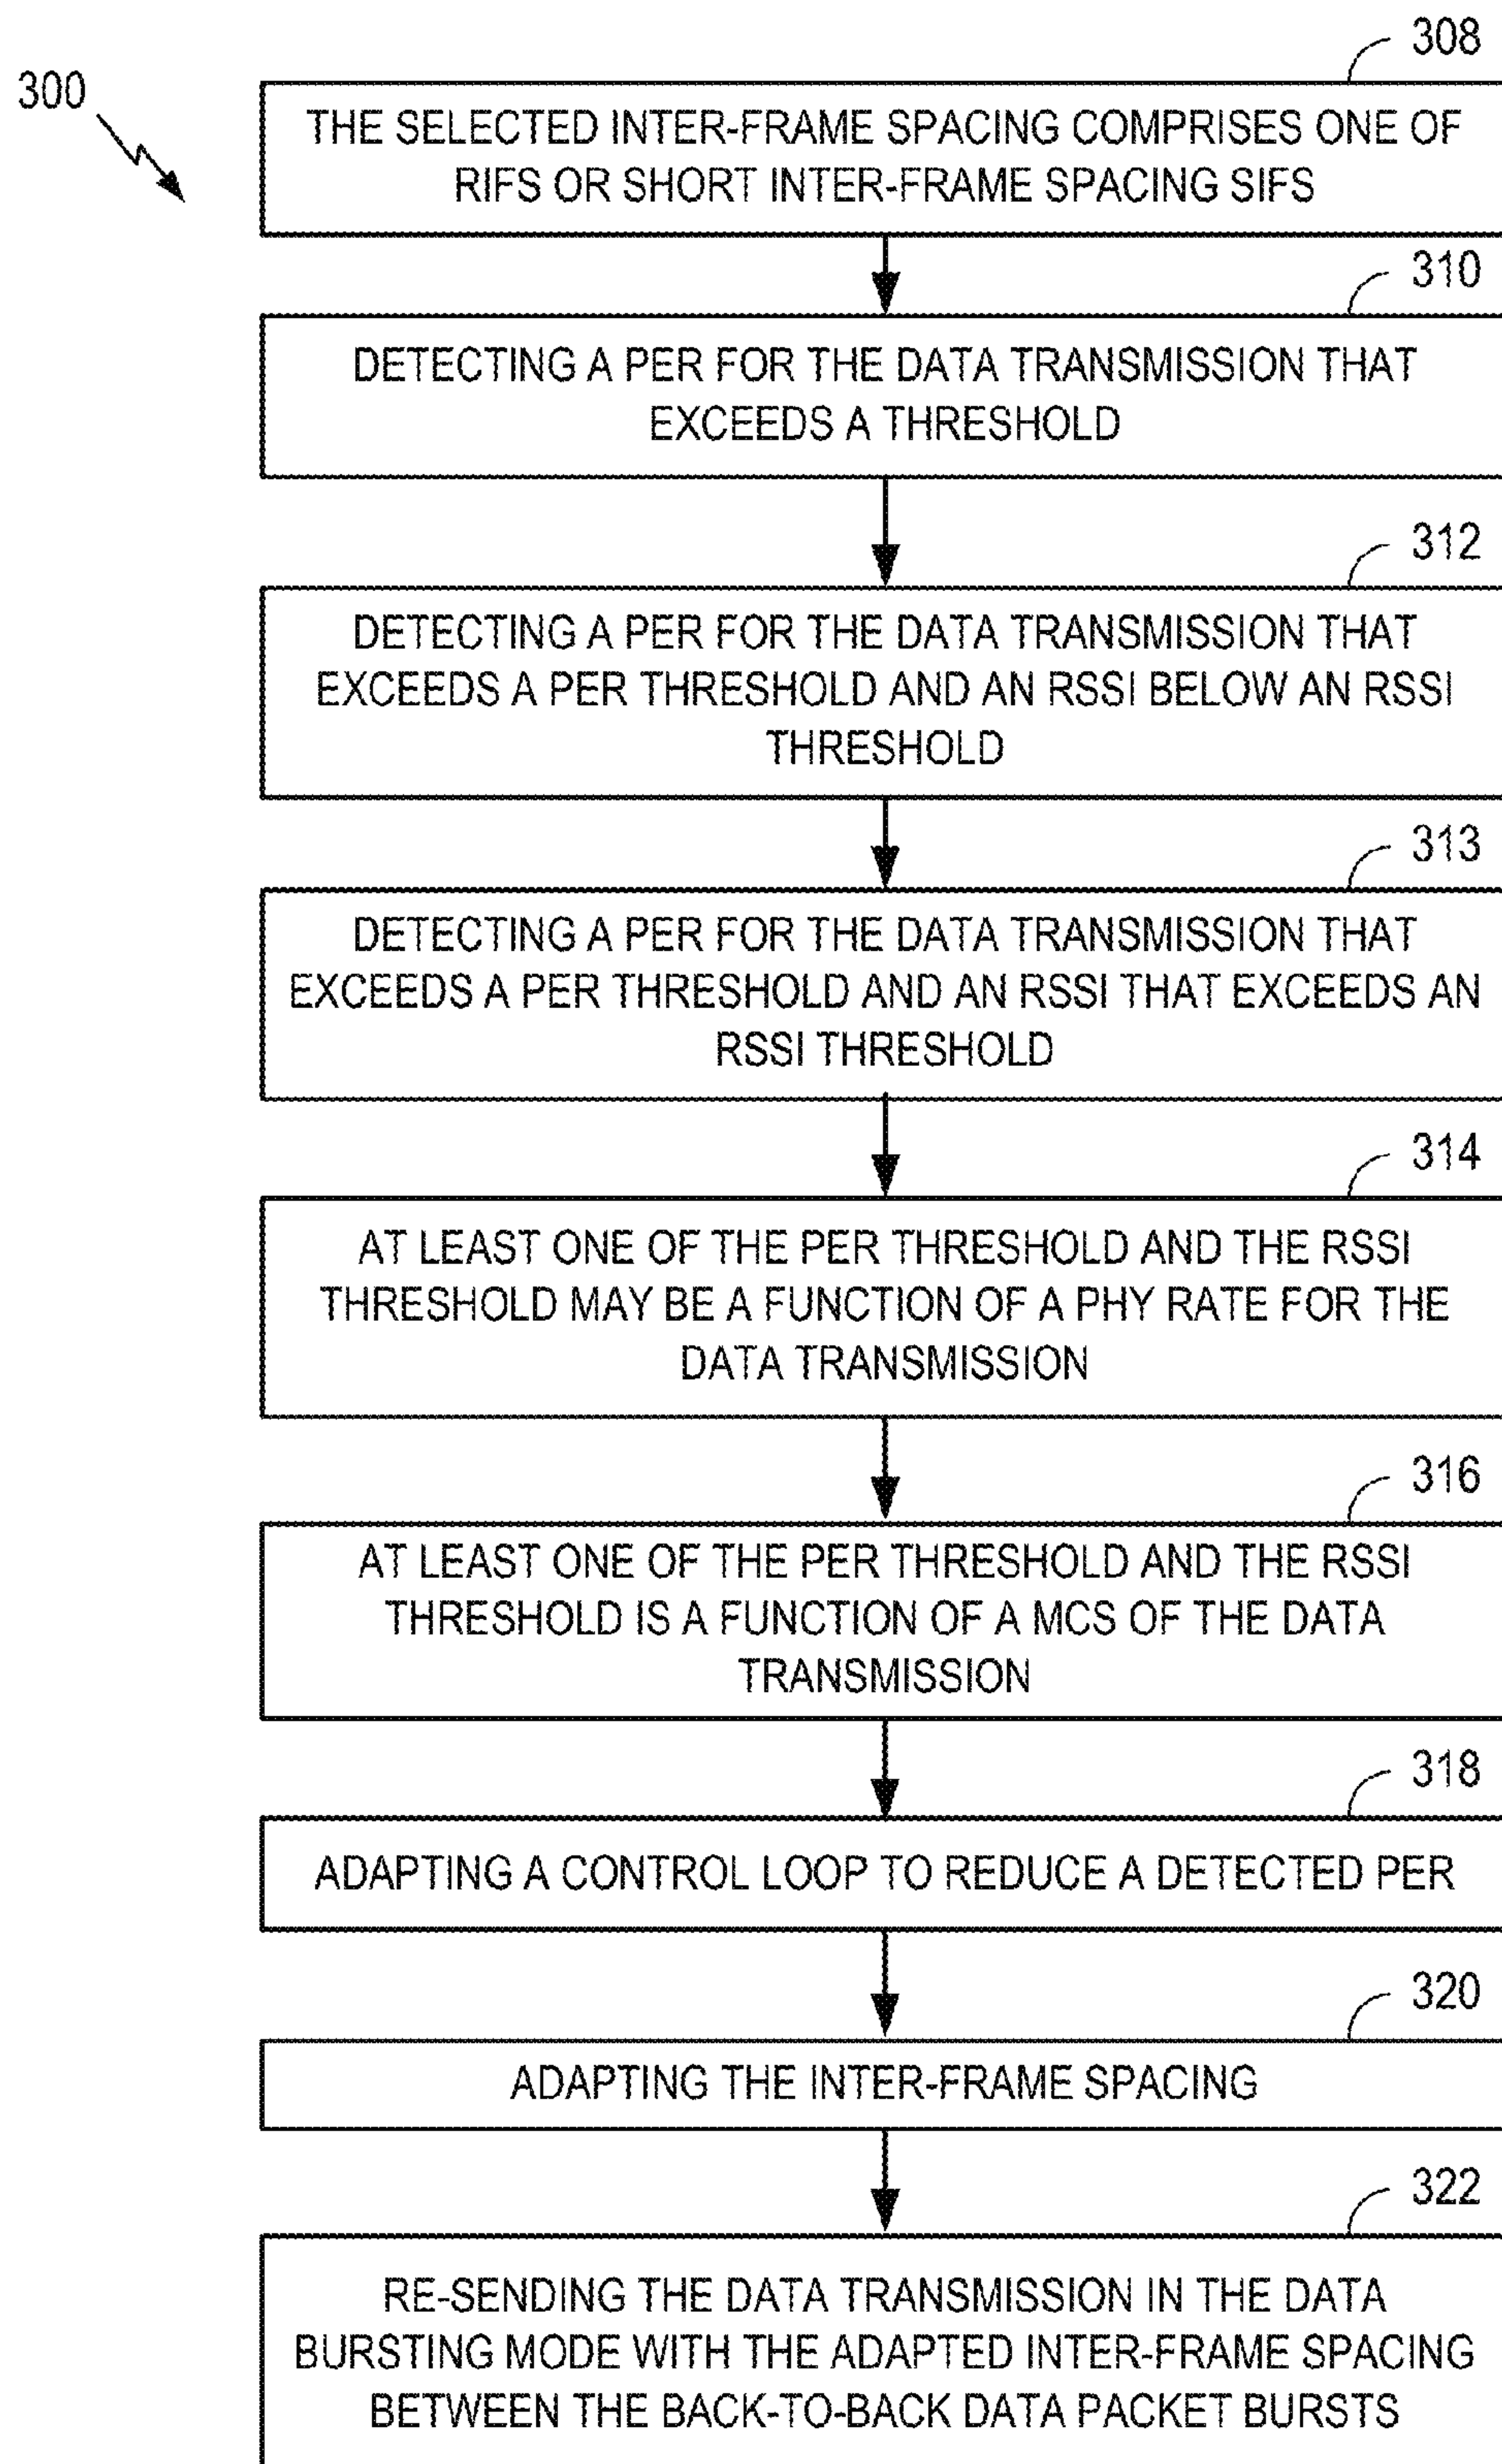 308
300
THE SELECTED INTER-FRAME SPACING COMPRISES ONE OF
RIFS OR SHORT INTER-FRAME SPACING SIFS
310
DETECTING A PER FOR THE DATA TRANSMISSION THAT
EXCEEDS A THRESHOLD
312
DETECTING A PER FOR THE DATA TRANSMISSION THAT
EXCEEDS A PER THRESHOLD AND AN RSSI BELOW AN RSSI
THRESHOLD
313
DETECTING A PER FOR THE DATA TRANSMISSION THAT
EXCEEDS A PER THRESHOLD AND AN RSSI THAT EXCEEDS AN
RSSI THRESHOLD
314
AT LEAST ONE OF THE PER THRESHOLD AND THE RSSI
THRESHOLD MAY BE A FUNCTION OF A PHY RATE FOR THE
DATA TRANSMISSION
316
AT LEAST ONE OF THE PER THRESHOLD AND THE RSSI
THRESHOLD IS A FUNCTION OF A MCS OF THE DATA
TRANSMISSION
318
ADAPTING A CONTROL LOOP TO REDUCE A DETECTED PER
320
ADAPTING THE INTER-FRAME SPACING
322
RE-SENDING THE DATA TRANSMISSION IN THE DATA
BURSTING MODE WITH THE ADAPTED INTER-FRAME SPACING
BETWEEN THE BACK-TO-BACK DATA PACKET BURSTS